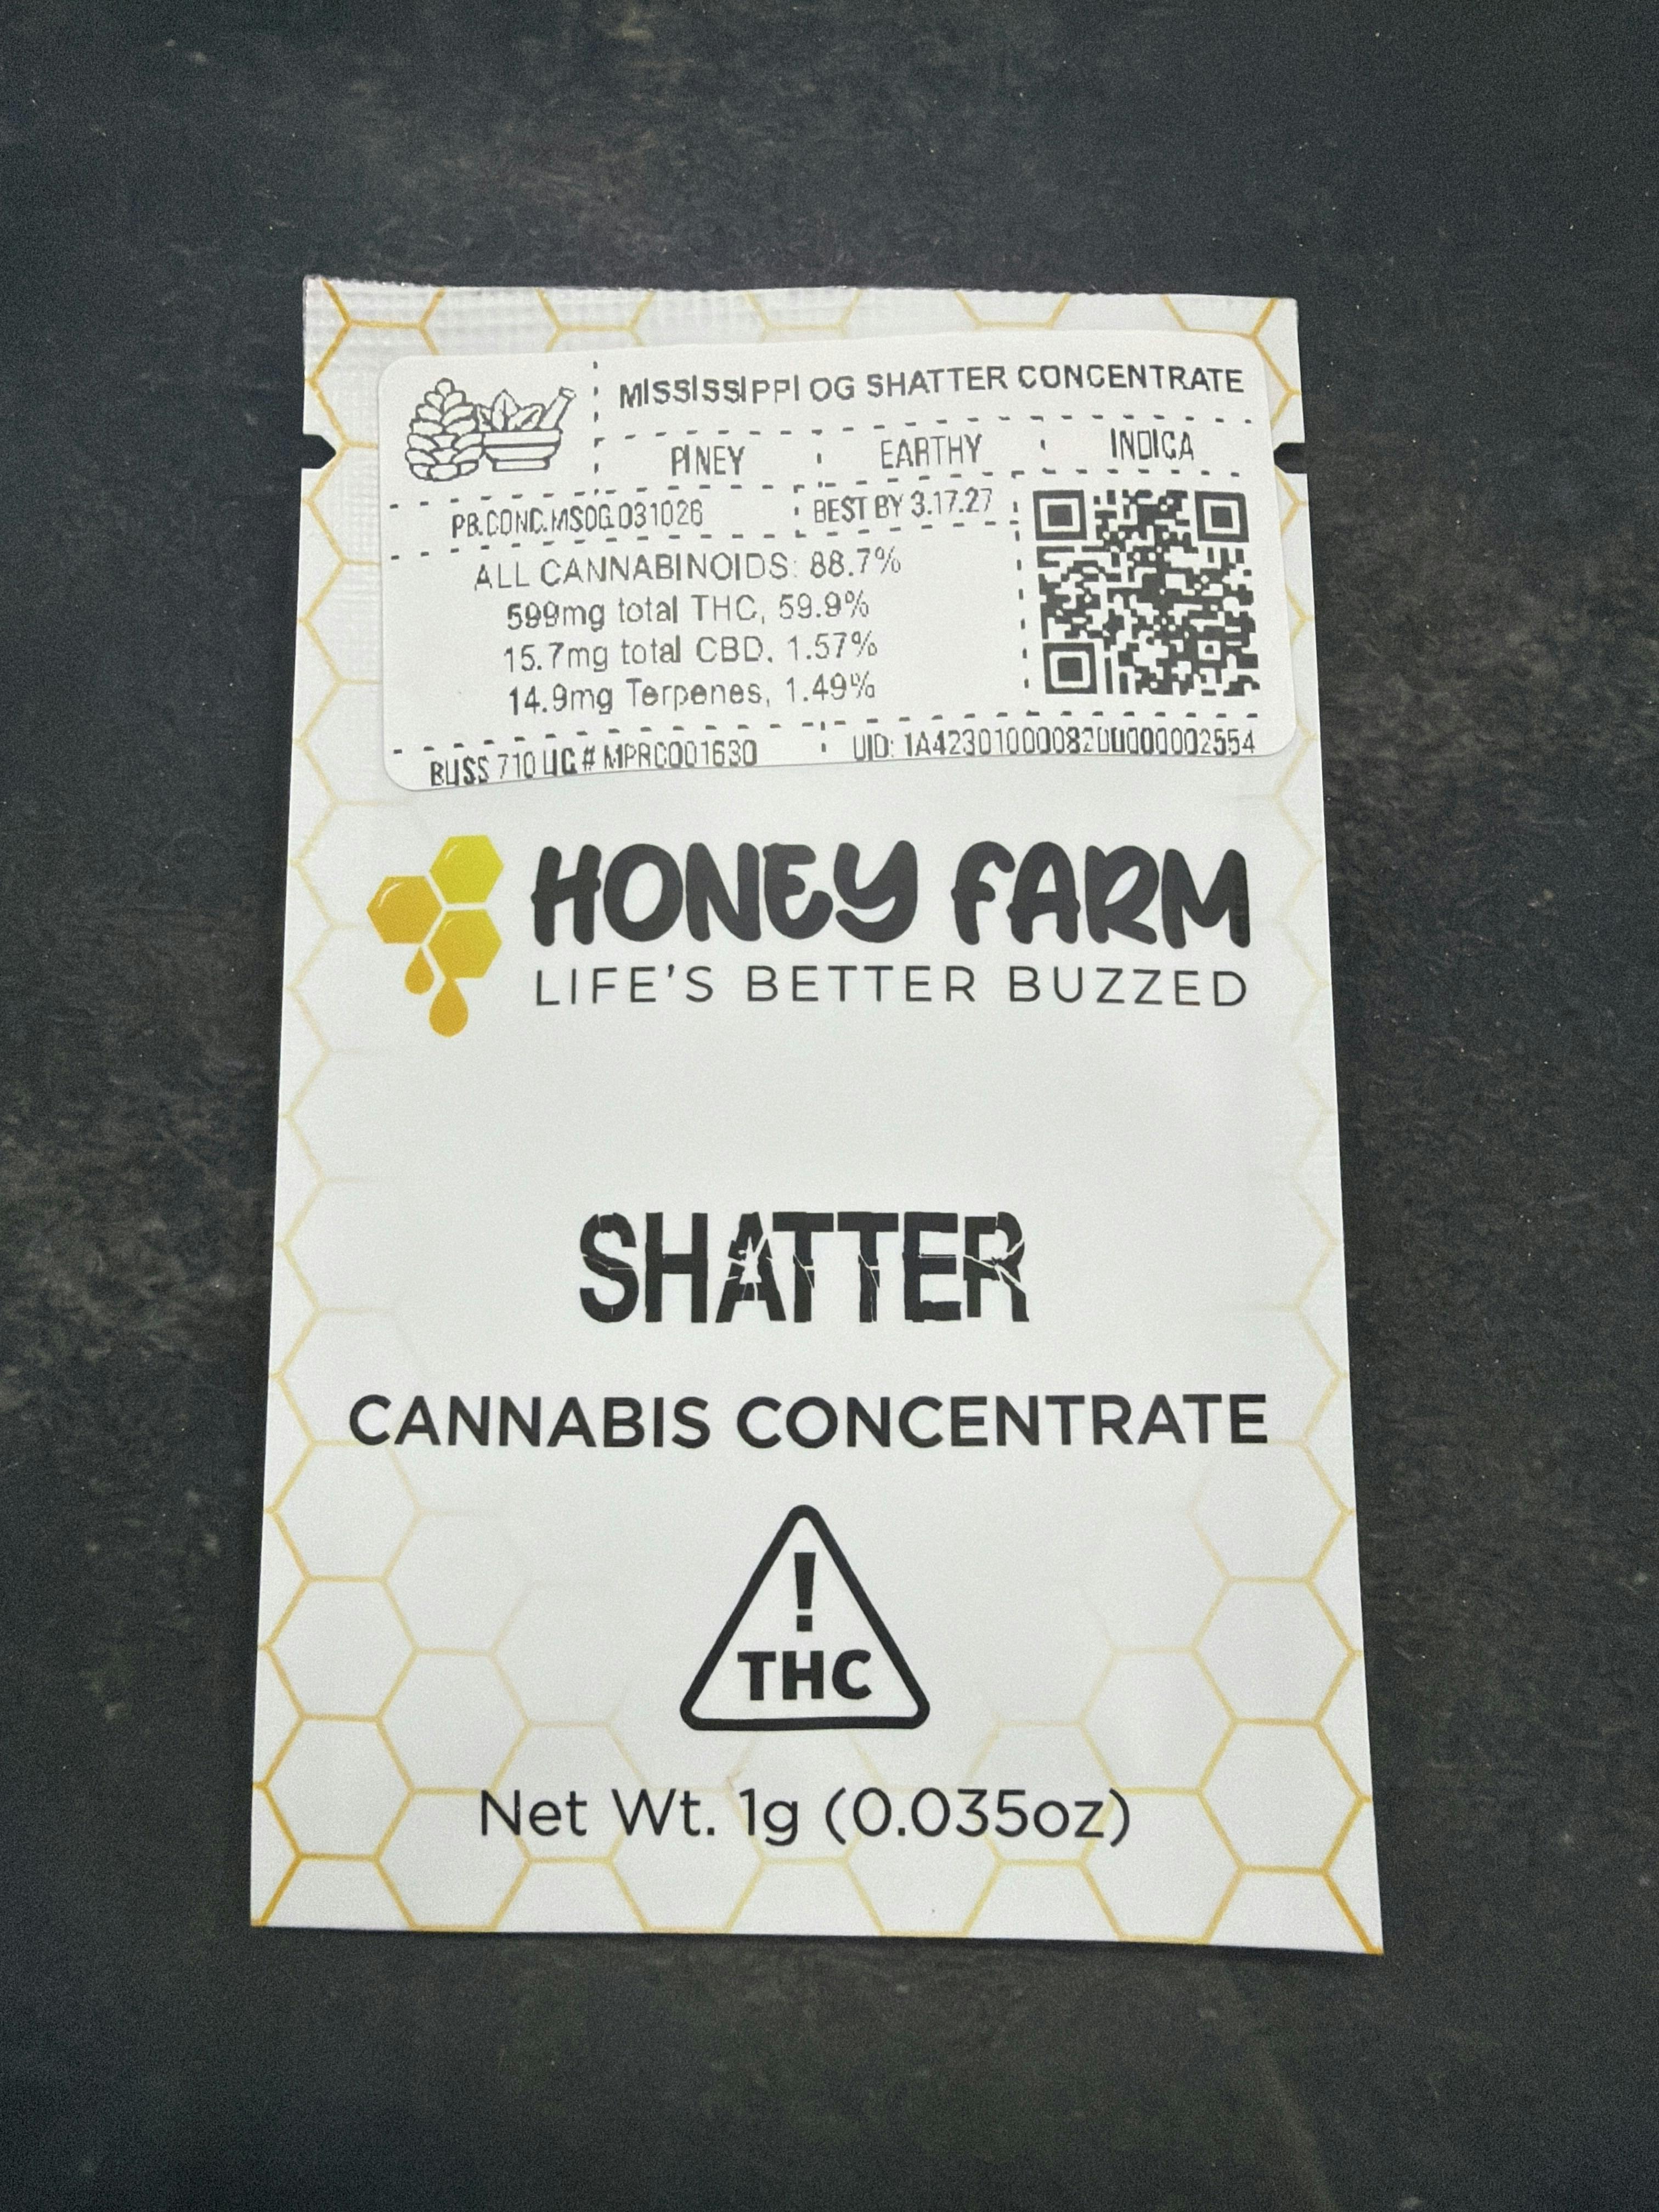 MISSISSIPPI OG SHATTER CONCENTRATE
PINEY EARTHY INDICA
PB.CONC.MSOG.031026 BEST BY 3.17.27
ALL CANNABINOIDS: 88.7%
599mg total THC, 59.9%
15.7mg total CBD, 1.57%
14.9mg Terpenes, 1.49%
BLISS 710 LIC # MPRC001630 UID: 1A4230100008200000002554
HONEY FARM
LIFE'S BETTER BUZZED
SHATTER
CANNABIS CONCENTRATE
!
THC
Net Wt. 1g (0.035oz)